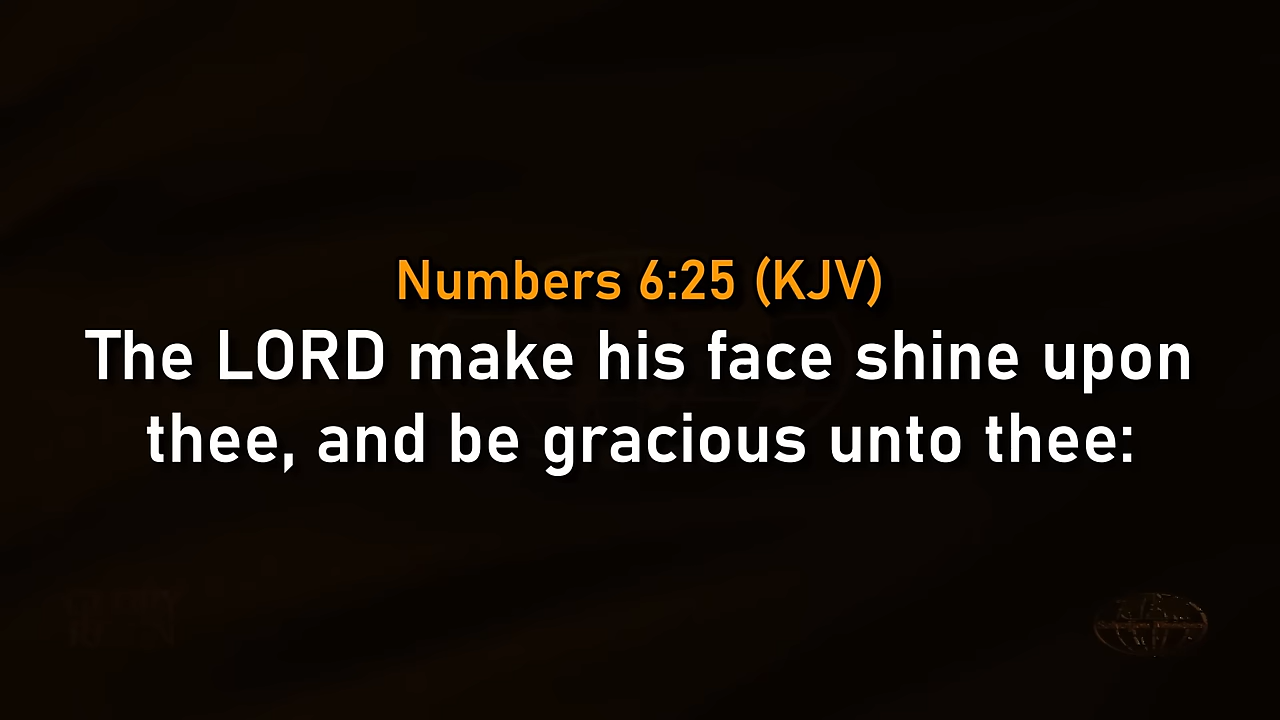 Numbers 6:25 (KJV)
The LORD make his face shine upon
thee, and be gracious unto thee: